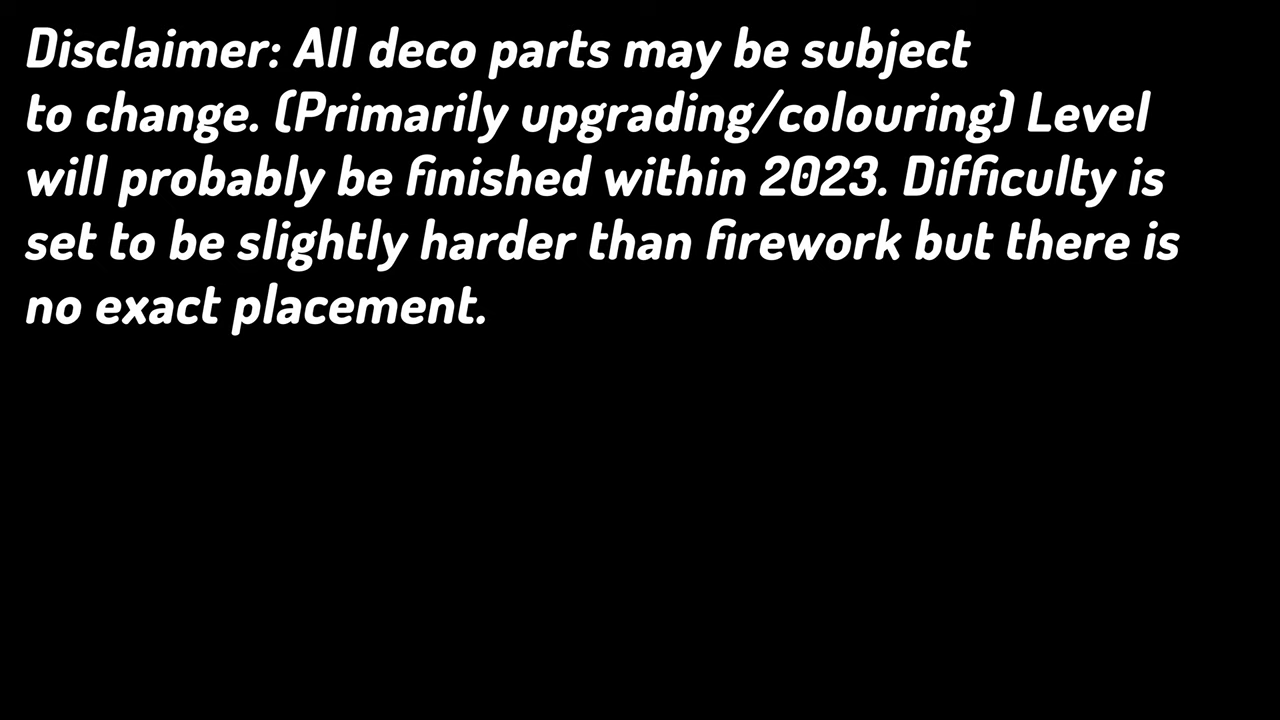 Disclaimer: All deco parts may be subject
to change. (Primarily upgrading/colouring) Level
will probably be finished within 2023. Difficulty is
set to be slightly harder than firework but there is
no exact placement.